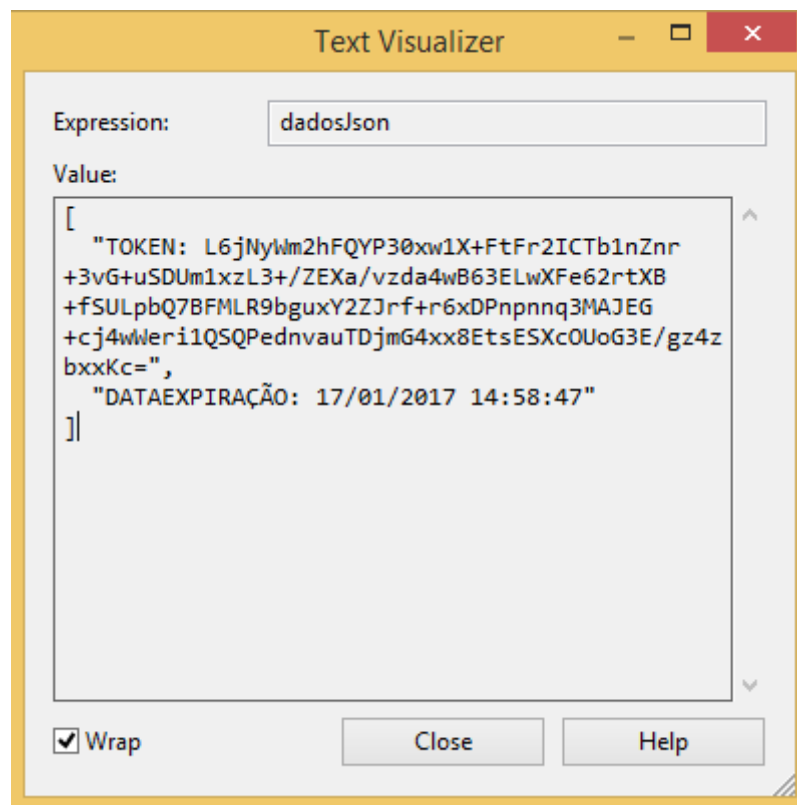 Text Visualizer
Expression: dadosJson
Value:
[
"TOKEN: L6jNyWm2hFQYP30xw1X+FtFr2ICTb1nZnr
+3vG+uSDUm1xzL3+/ZEXa/vzda4wB63ELwXFe62rtXB
+fSULpbQ7BFMLR9bguxY2ZJrf+r6xDPnpnnq3MAJEG
+cj4wWeri1QSQPednvauTDjmG4xx8EtsESXcOUoG3E/gz4z
bxxKc=",
"DATAEXPIRAÇÃO: 17/01/2017 14:58:47"
]
Wrap
Close
Help